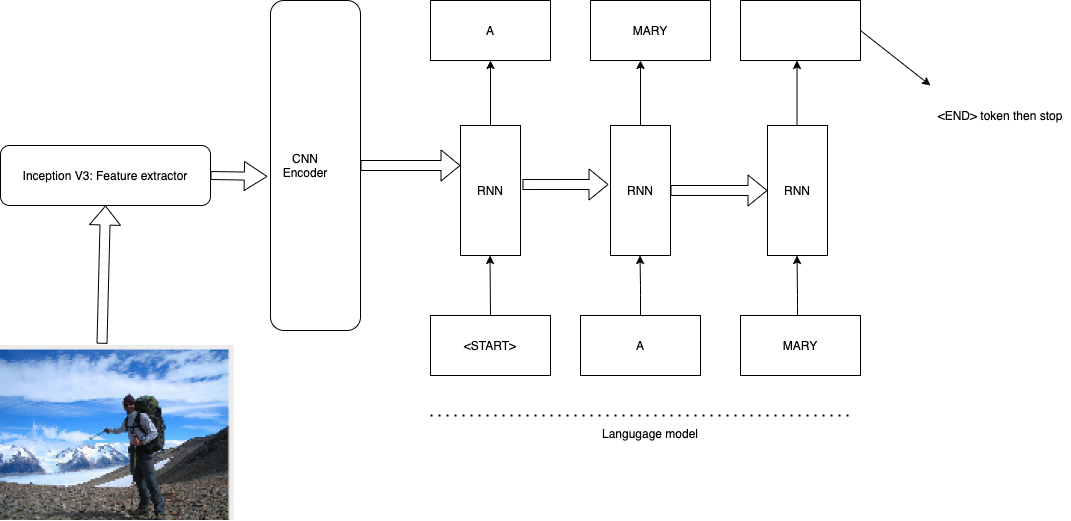 A
MARY
<END> token then stop
Inception V3: Feature extractor
CNN
Encoder
RNN
RNN
RNN
<START>
A
MARY
Langugage model